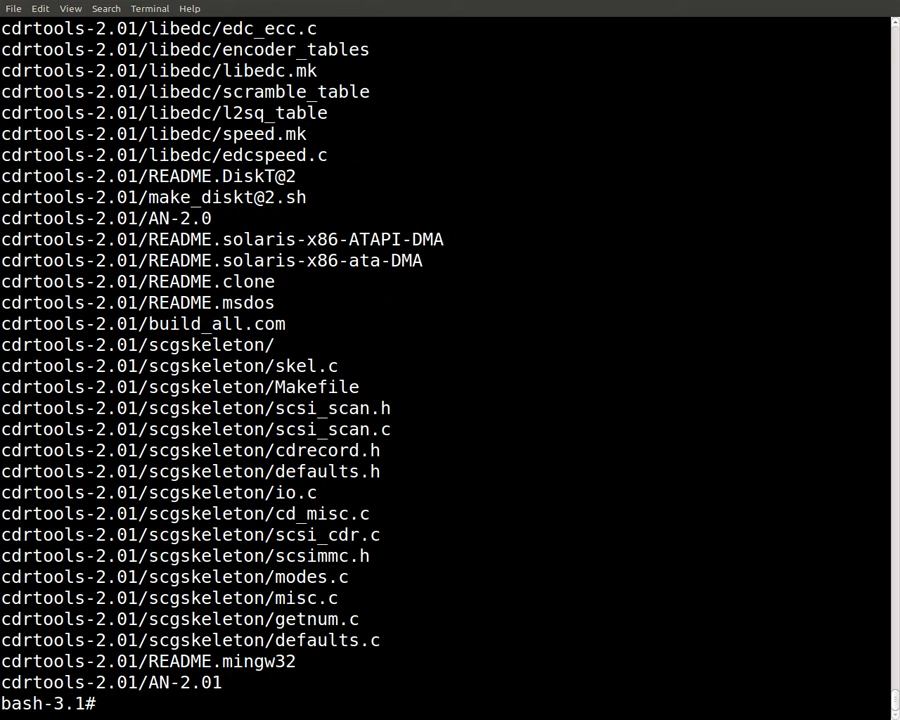 File Edit View Search Terminal Help
cdrtools-2.01/libedc/edc_ecc.c
cdrtools-2.01/libedc/encoder_tables
cdrtools-2.01/libedc/libedc.mk
cdrtools-2.01/libedc/scramble_table
cdrtools-2.01/libedc/l2sq_table
cdrtools-2.01/libedc/speed.mk
cdrtools-2.01/libedc/edcspeed.c
cdrtools-2.01/README.DiskT@2
cdrtools-2.01/make_diskt@2.sh
cdrtools-2.01/AN-2.0
cdrtools-2.01/README.solaris-x86-ATAPI-DMA
cdrtools-2.01/README.solaris-x86-ata-DMA
cdrtools-2.01/README.clone
cdrtools-2.01/README.msdos
cdrtools-2.01/build_all.com
cdrtools-2.01/scgskeleton/
cdrtools-2.01/scgskeleton/skel.c
cdrtools-2.01/scgskeleton/Makefile
cdrtools-2.01/scgskeleton/scsi_scan.h
cdrtools-2.01/scgskeleton/scsi_scan.c
cdrtools-2.01/scgskeleton/cdrecord.h
cdrtools-2.01/scgskeleton/defaults.h
cdrtools-2.01/scgskeleton/io.c
cdrtools-2.01/scgskeleton/cd_misc.c
cdrtools-2.01/scgskeleton/scsi_cdr.c
cdrtools-2.01/scgskeleton/scsimmc.h
cdrtools-2.01/scgskeleton/modes.c
cdrtools-2.01/scgskeleton/misc.c
cdrtools-2.01/scgskeleton/getnum.c
cdrtools-2.01/scgskeleton/defaults.c
cdrtools-2.01/README.mingw32
cdrtools-2.01/AN-2.01
bash-3.1#